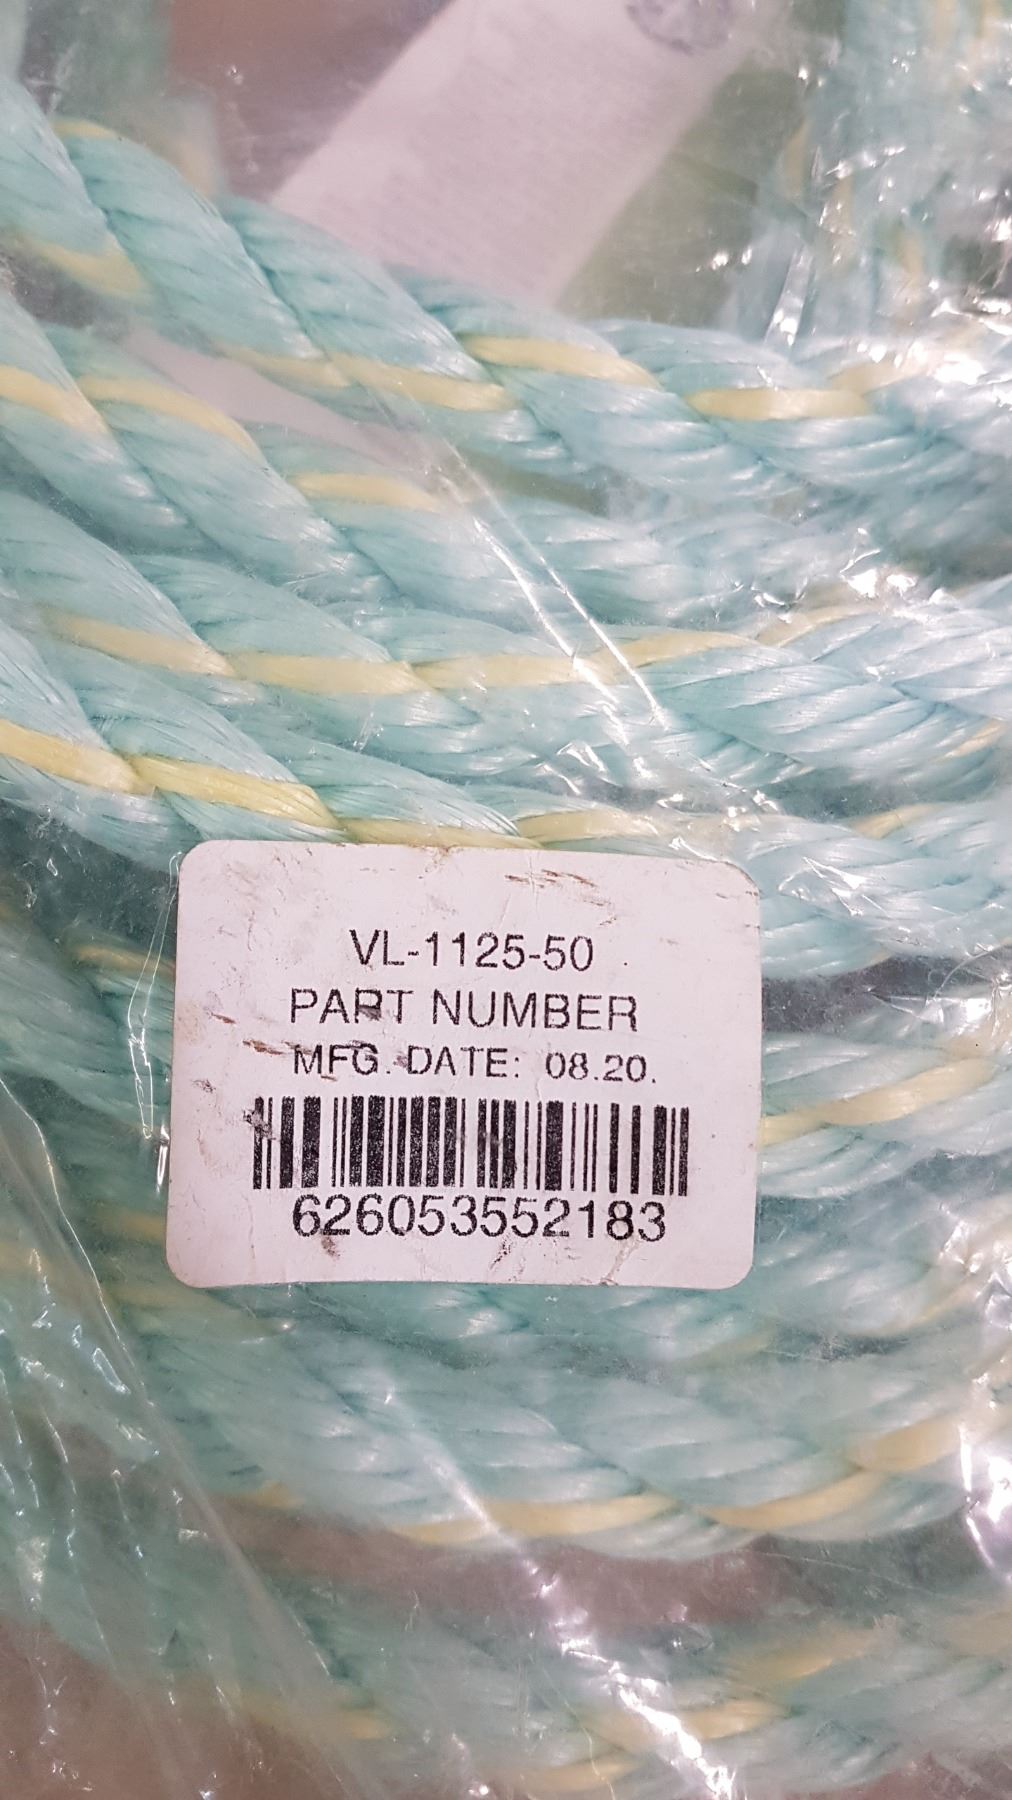 VL-1125-50
PART NUMBER
MFG. DATE: 08.20.
626053552183